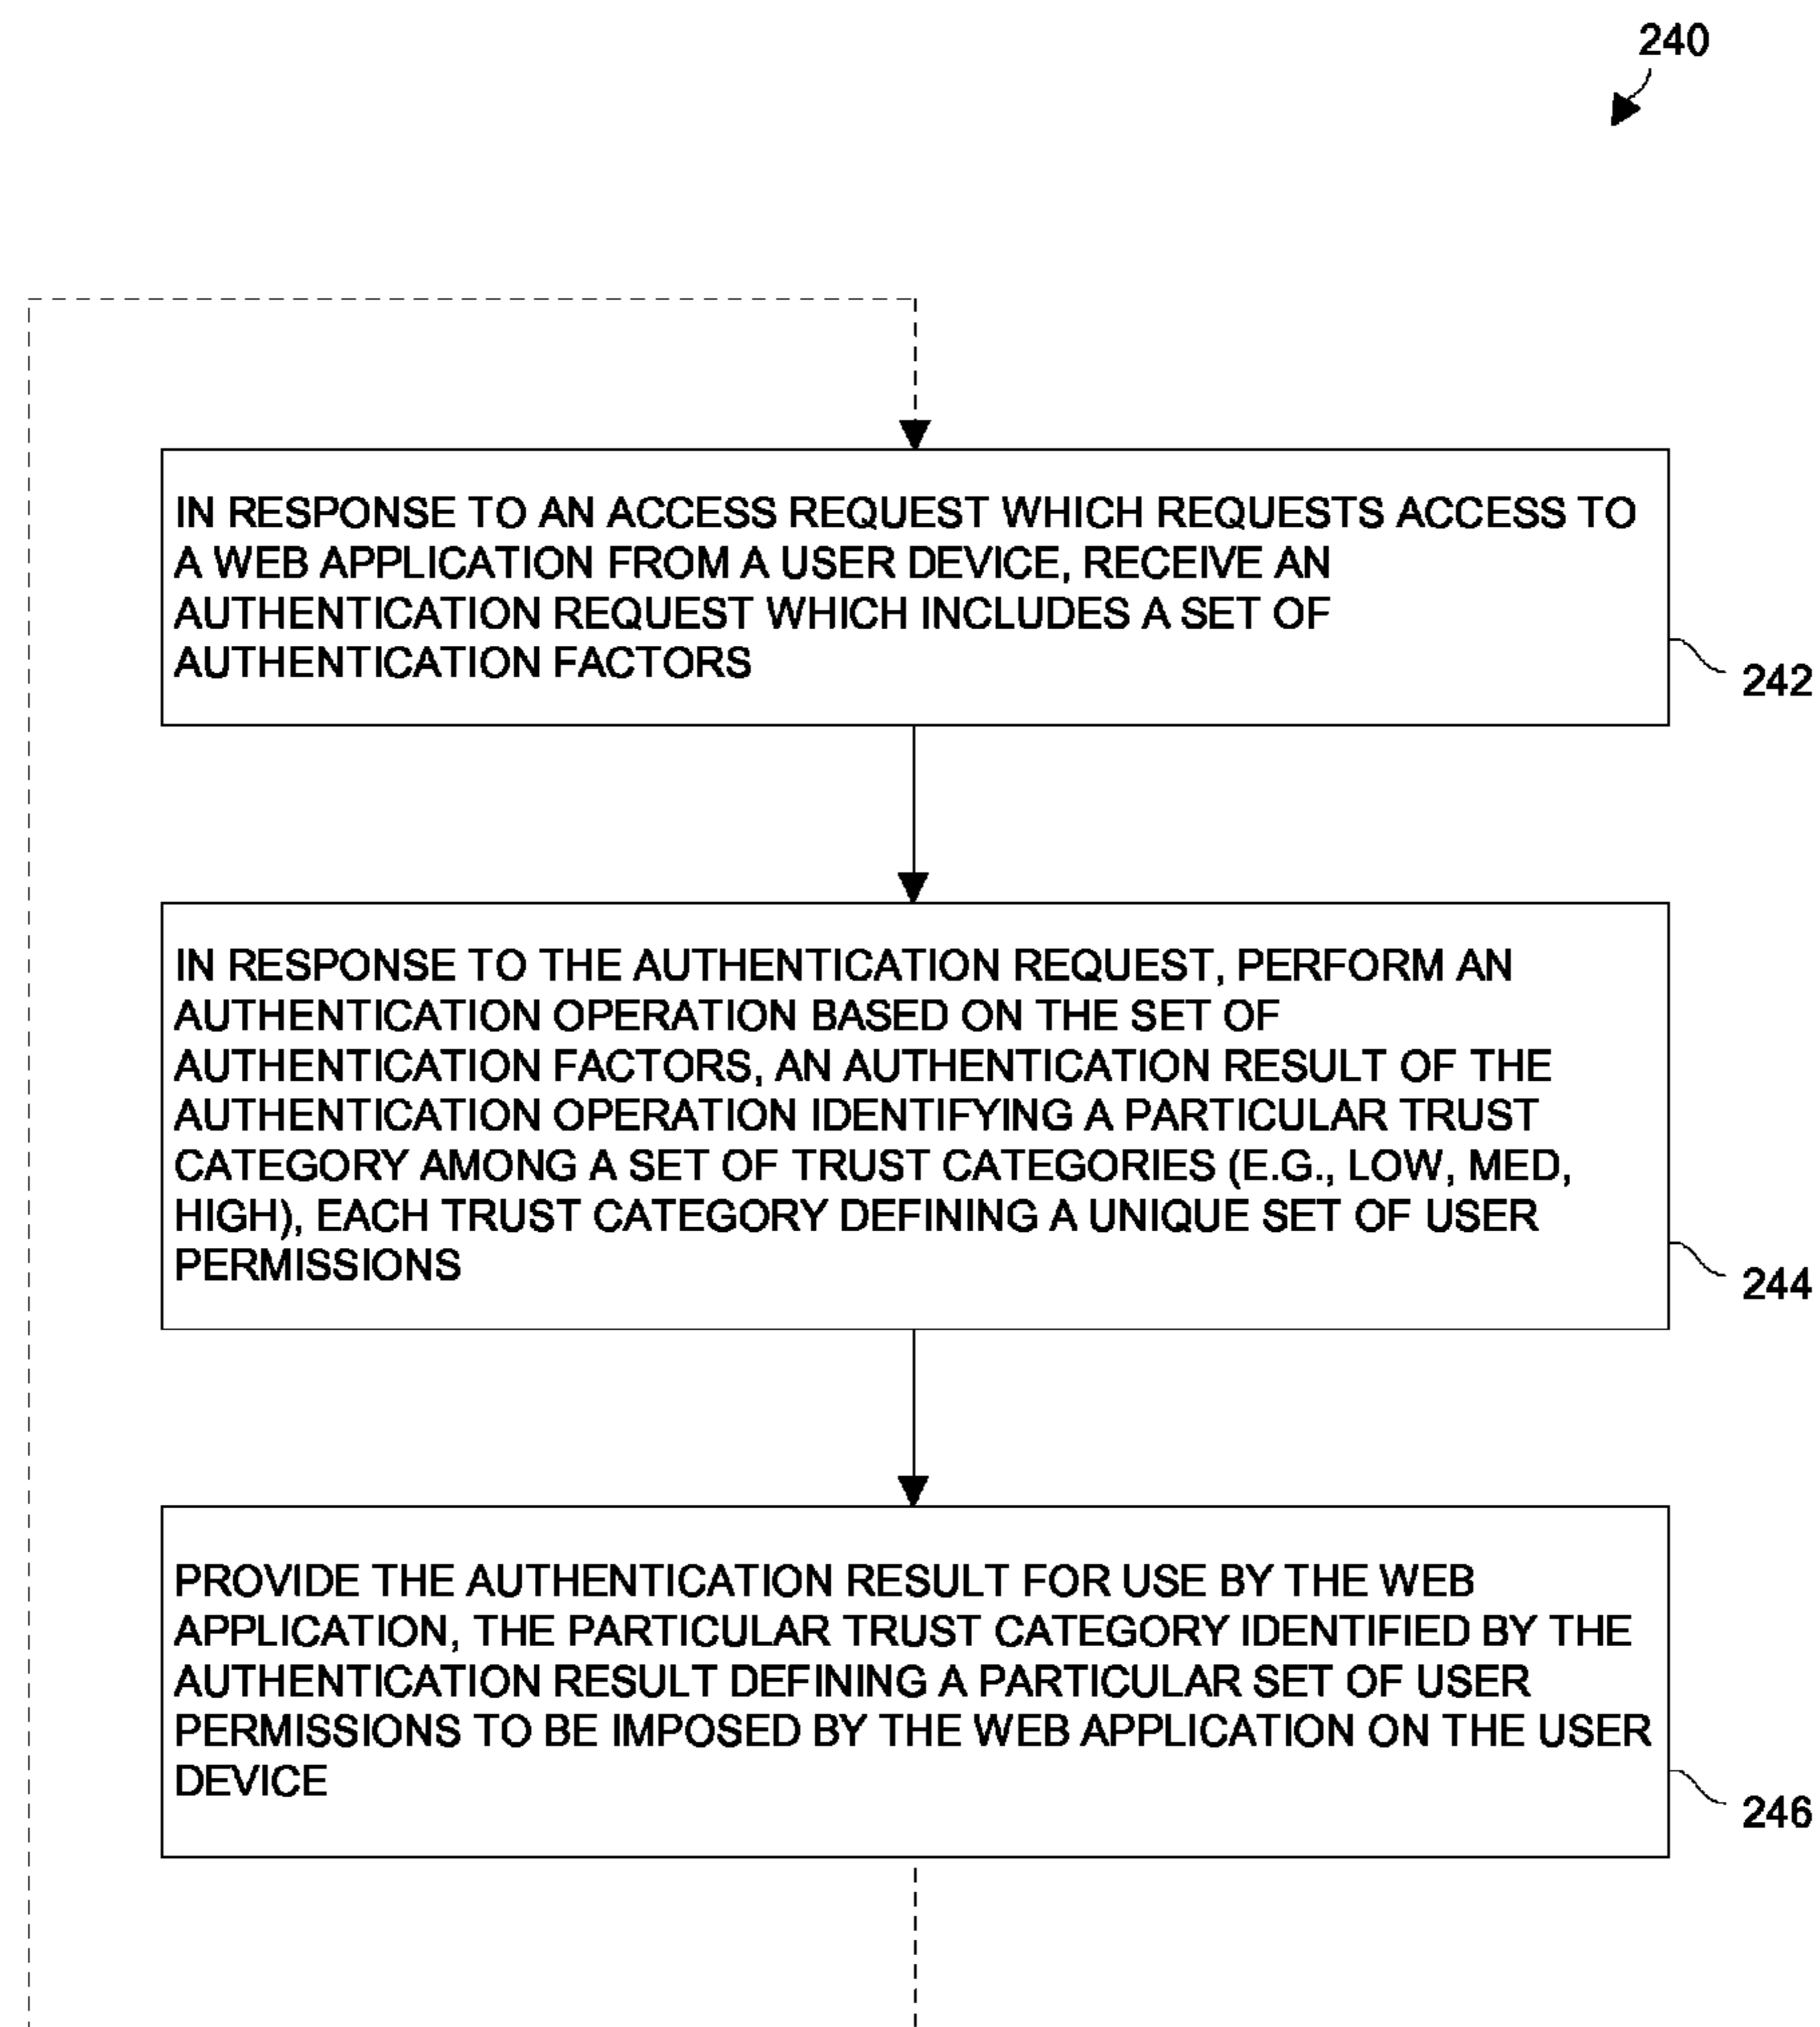 240
IN RESPONSE TO AN ACCESS REQUEST WHICH REQUESTS ACCESS TO
A WEB APPLICATION FROM A USER DEVICE, RECEIVE AN
AUTHENTICATION REQUEST WHICH INCLUDES A SET OF
AUTHENTICATION FACTORS
242
IN RESPONSE TO THE AUTHENTICATION REQUEST, PERFORM AN
AUTHENTICATION OPERATION BASED ON THE SET OF
AUTHENTICATION FACTORS, AN AUTHENTICATION RESULT OF THE
AUTHENTICATION OPERATION IDENTIFYING A PARTICULAR TRUST
CATEGORY AMONG A SET OF TRUST CATEGORIES (E.G., LOW, MED,
HIGH), EACH TRUST CATEGORY DEFINING A UNIQUE SET OF USER
PERMISSIONS
244
PROVIDE THE AUTHENTICATION RESULT FOR USE BY THE WEB
APPLICATION, THE PARTICULAR TRUST CATEGORY IDENTIFIED BY THE
AUTHENTICATION RESULT DEFINING A PARTICULAR SET OF USER
PERMISSIONS TO BE IMPOSED BY THE WEB APPLICATION ON THE USER
DEVICE
246